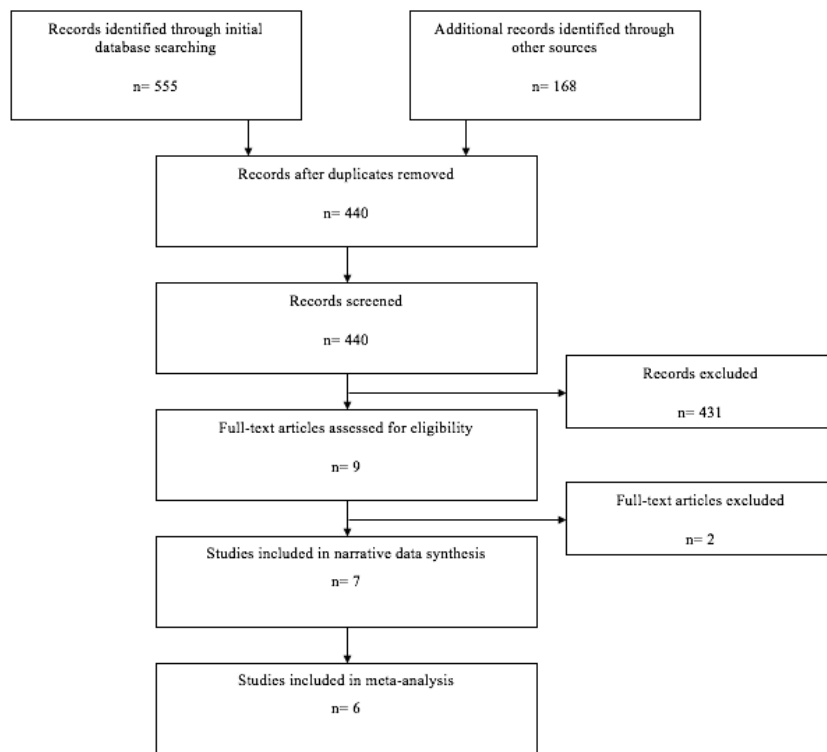 Records identified through initial
database searching
n= 555
Additional records identified through
other sources
n= 168
Records after duplicates removed
n= 440
Records screened
n= 440
Records excluded
n= 431
Full-text articles assessed for eligibility
n= 9
Full-text articles excluded
n= 2
Studies included in narrative data synthesis
n= 7
Studies included in meta-analysis
n= 6